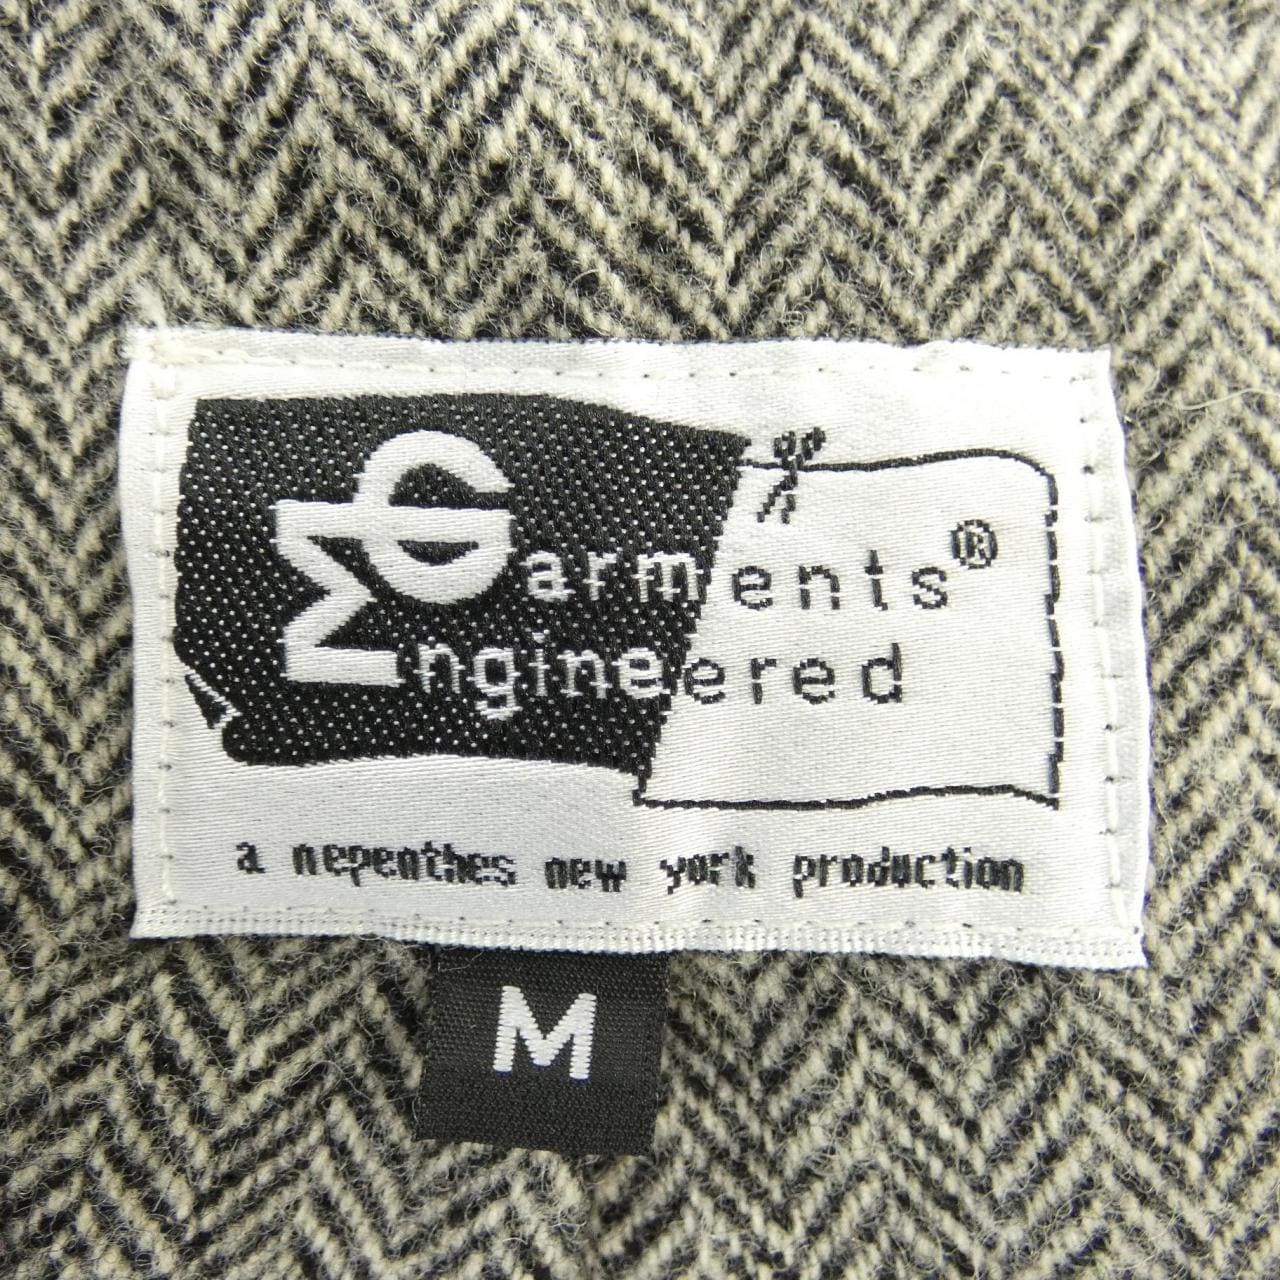 Garments®
Engineered
a nepenthes new york production
M